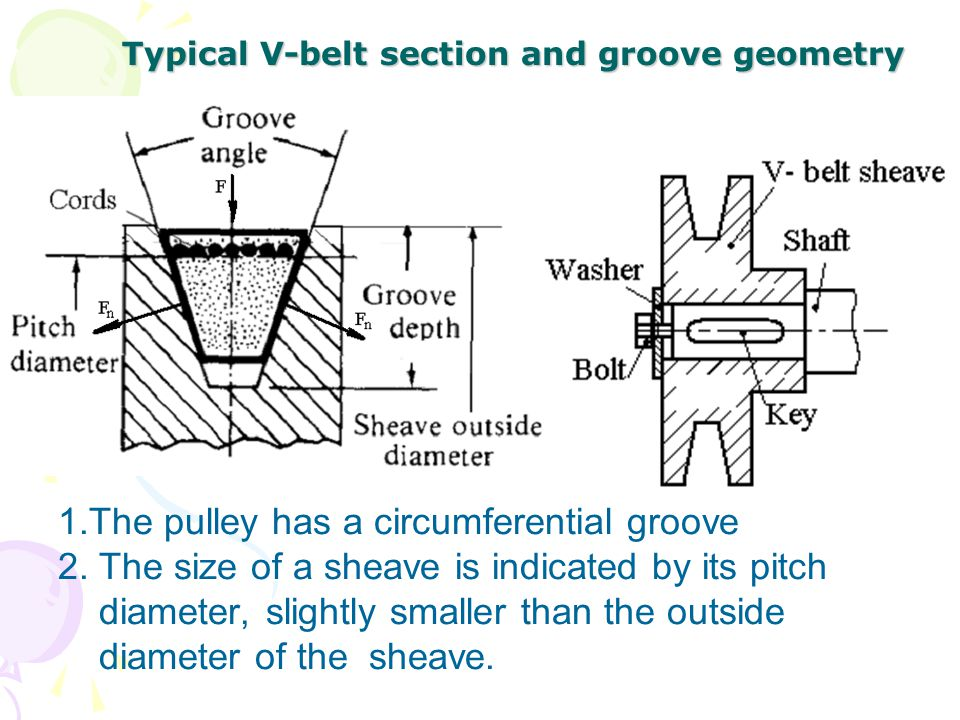 Typical V-belt section and groove geometry
Groove
angle
F
Cords
Fn
Fn
Pitch
diameter
Groove
depth
Sheave outside
diameter
V- belt sheave
Shaft
Washer
Bolt
Key
1.The pulley has a circumferential groove
2. The size of a sheave is indicated by its pitch
diameter, slightly smaller than the outside
diameter of the sheave.